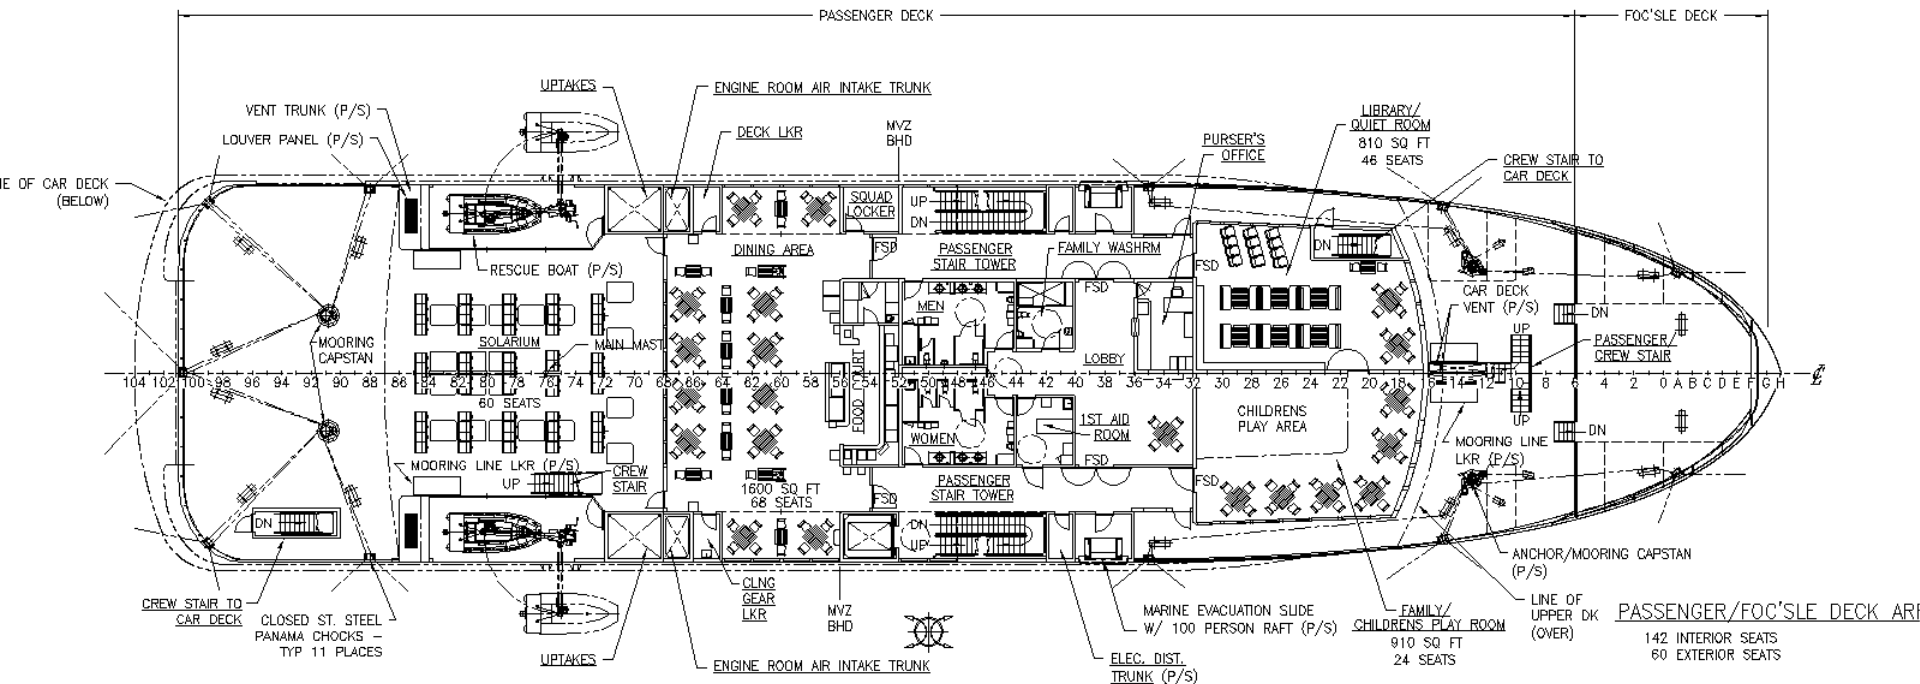 PASSENGER DECK
FOC'SLE DECK
UPTAKES
ENGINE ROOM AIR INTAKE TRUNK
VENT TRUNK (P/S)
LOUVER PANEL (P/S)
DECK LKR
MVZ
BHD
PURSER'S
OFFICE
LIBRARY/
QUIET ROOM
810 SQ FT
46 SEATS
CREW STAIR TO
CAR DECK
OF CAR DECK
(BELOW)
SQUAD
LOCKER
UP
DN
DINING AREA
FSD
PASSENGER
STAIR TOWER
FAMILY WASHRM
FSD
DN
RESCUE BOAT (P/S)
FSD
CAR DECK
VENT (P/S)
MEN
DN
MOORING
CAPSTAN
SOLARIUM
MAIN MAST
FOOD COURT
LOBBY
UP
PASSENGER/
CREW STAIR
104 102 100 98 96 94 92 90 88 86 84 82 80 78 76 74 72 70 68 66 64 62 60 58 56 54 52 50 48 46 44 42 40 38 36 34 32 30 28 26 24 22 20 18 16 14 12 10 8 6 4 2 0 A B C D E F G H
60 SEATS
CHILDRENS
PLAY AREA
UP
1ST AID
ROOM
WOMEN
DN
MOORING LINE
LKR (P/S)
MOORING LINE LKR (P/S)
CREW
STAIR
UP
FSD
FSD
1600 SQ FT
68 SEATS
FSD
PASSENGER
STAIR TOWER
DN
DN
UP
CREW STAIR TO
CAR DECK
CLOSED ST. STEEL
PANAMA CHOCKS –
TYP 11 PLACES
UPTAKES
CLNG
GEAR
LKR
ENGINE ROOM AIR INTAKE TRUNK
MVZ
BHD
MARINE EVACUATION SLIDE
W/ 100 PERSON RAFT (P/S)
ELEC. DIST.
TRUNK (P/S)
FAMILY/
CHILDRENS PLAY ROOM
910 SQ FT
24 SEATS
ANCHOR/MOORING CAPSTAN
(P/S)
LINE OF
UPPER DK
(OVER)
PASSENGER/FOC'SLE DECK
142 INTERIOR SEATS
60 EXTERIOR SEATS